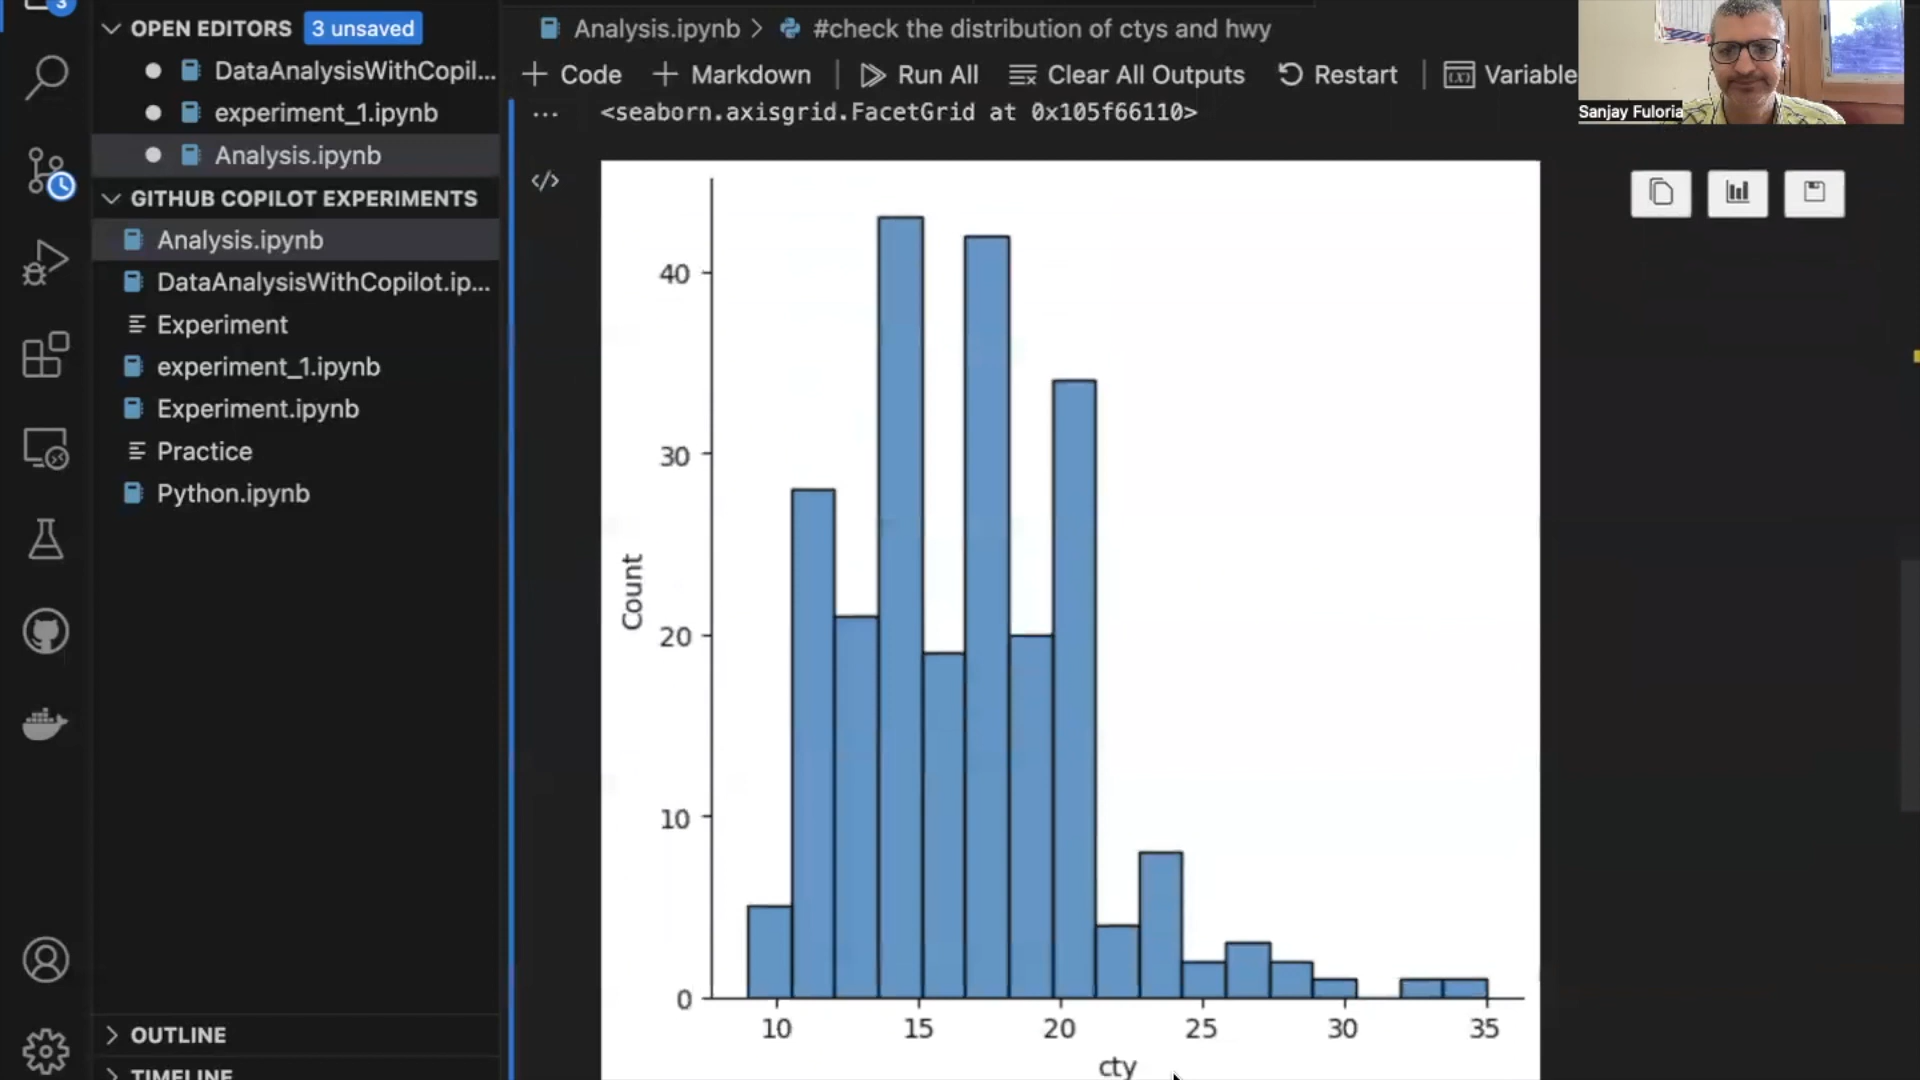 3
OPEN EDITORS 3 unsaved
DataAnalysisWithCopil...
experiment_1.ipynb
Analysis.ipynb
GITHUB COPILOT EXPERIMENTS
Analysis.ipynb
DataAnalysisWithCopilot.ip...
Experiment
experiment_1.ipynb
Experiment.ipynb
Practice
Python.ipynb
OUTLINE
TIMELINE
Analysis.ipynb > #check the distribution of ctys and hwy
+ Code + Markdown | Run All Clear All Outputs Restart | Variable
... <seaborn.axisgrid.FacetGrid at 0x105f66110>
</>
40
30
20
10
0
Count
10 15 20 25 30 35
cty
Sanjay Fuloria